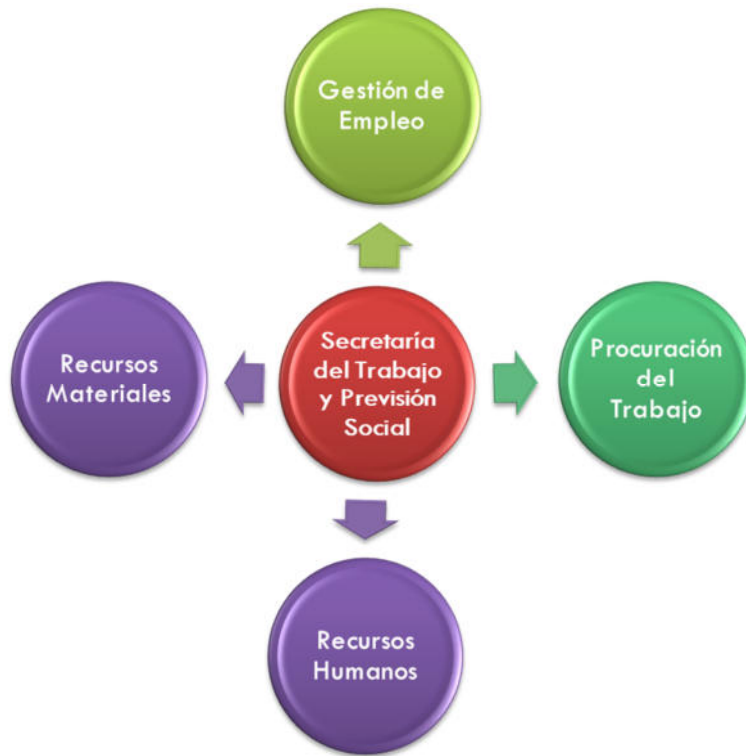 Gestión de
Empleo
Recursos
Materiales
Secretaría
del Trabajo
y Previsión
Social
Procuración
del
Trabajo
Recursos
Humanos